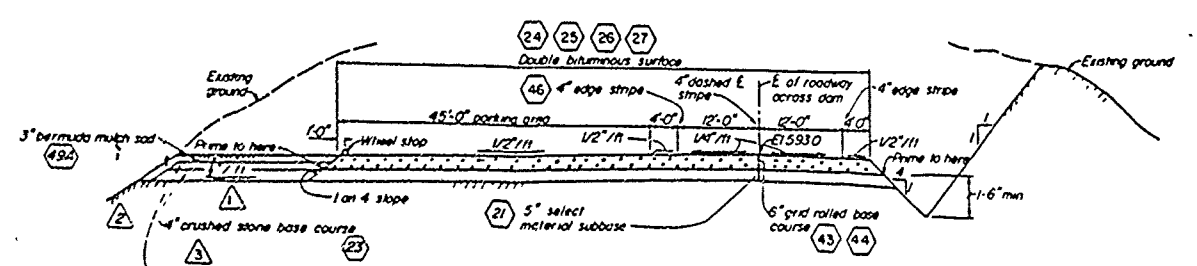 24 25 26 27
Double bituminous surface
Existing
ground
Existing ground
46 4" edge stripe
4" dashed ℄
stripe
℄ of roadway
across dam
4" edge stripe
45'-0" parking area
4'-0"
12'-0"
12'-0"
4'-0"
3" bermuda mulch sod
49A
1'-0"
Prime to here
Wheel stop
1/2"/ft
1/2"/ft
1/4"/ft
El 593.0
1/2"/ft
Prime to here
1
1
4
1
1'-6" min
1
1 on 4 slope
2
4" crushed stone base course
3
23
21
5" select
material subbase
6" grid rolled base
course
43 44